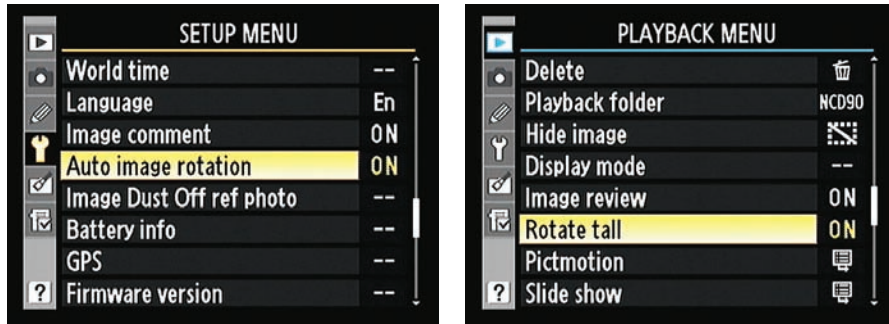 SETUP MENU
World time --
Language En
Image comment ON
Auto image rotation ON
Image Dust Off ref photo --
Battery info --
GPS --
? Firmware version --
PLAYBACK MENU
Delete
Playback folder NCD90
Hide image
Display mode --
Image review ON
Rotate tall ON
Pictmotion
? Slide show